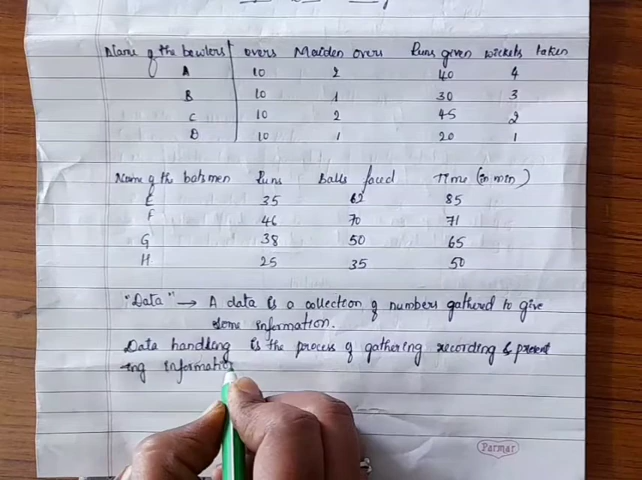 Name of the bowlers overs Maiden overs Runs given wickets taken
A 10 2 40 4
B 10 1 30 3
C 10 2 45 2
D 10 1 20 1
Name of the batsmen Runs Balls faced Time (in min)
E 35 62 85
F 46 70 71
G 38 50 65
H 25 35 50
"Data" → A data is a collection of numbers gathered to give
some information.
Data handling is the process of gathering recording & present
ing informatio
Parmar